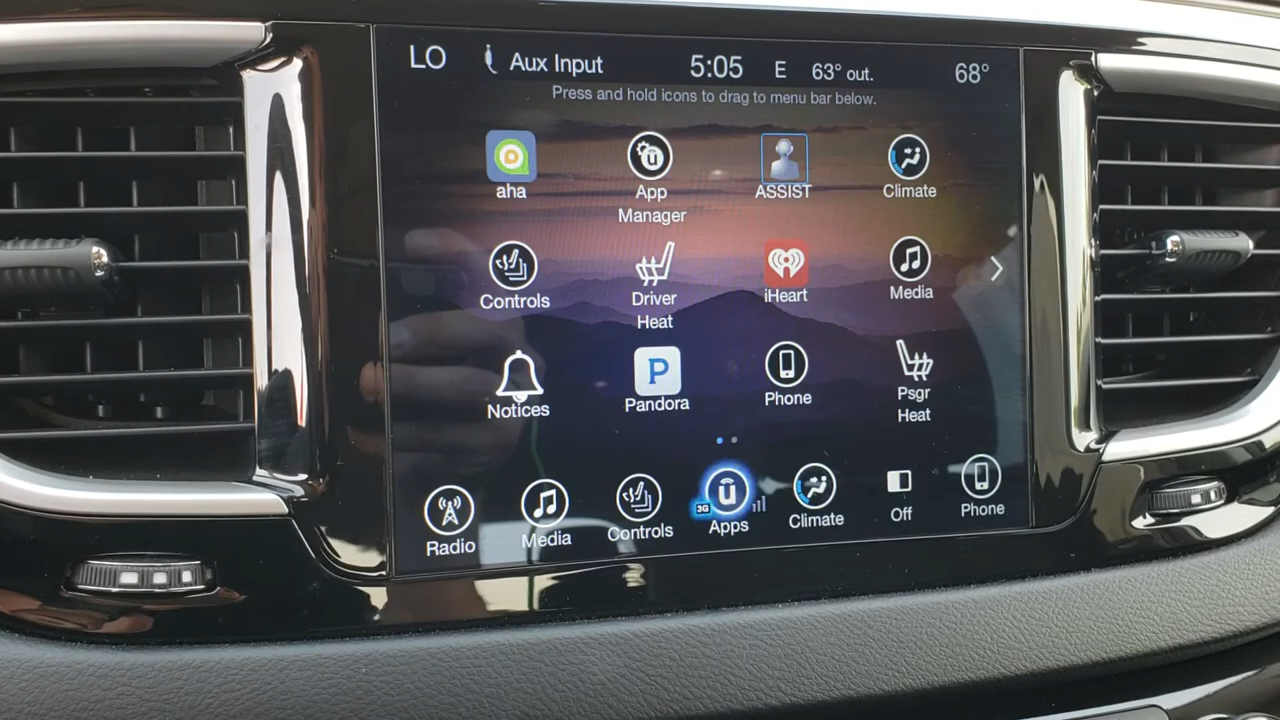 LO Aux Input 5:05 E 63° out. 68°
Press and hold icons to drag to menu bar below.
aha App Manager ASSIST Climate
Controls Driver Heat iHeart Media
Notices P Pandora Phone Psgr Heat
Radio Media Controls 3G Apps Climate Off Phone